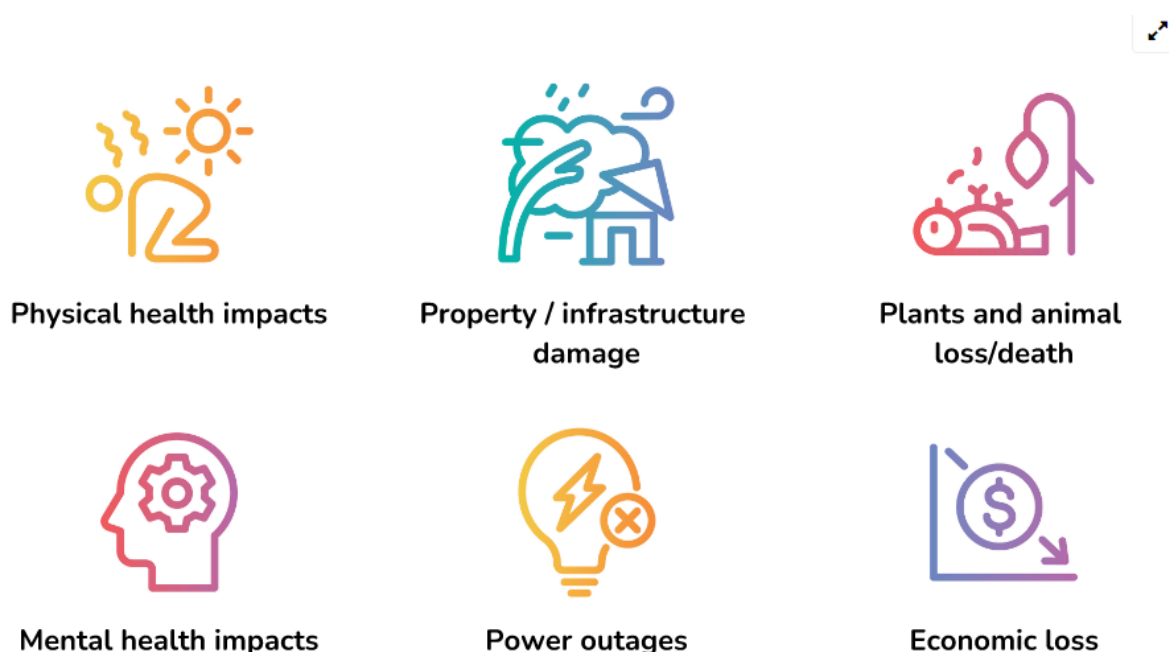 Physical health impacts
Property / infrastructure
damage
Plants and animal
loss/death
$
Mental health impacts
Power outages
Economic loss